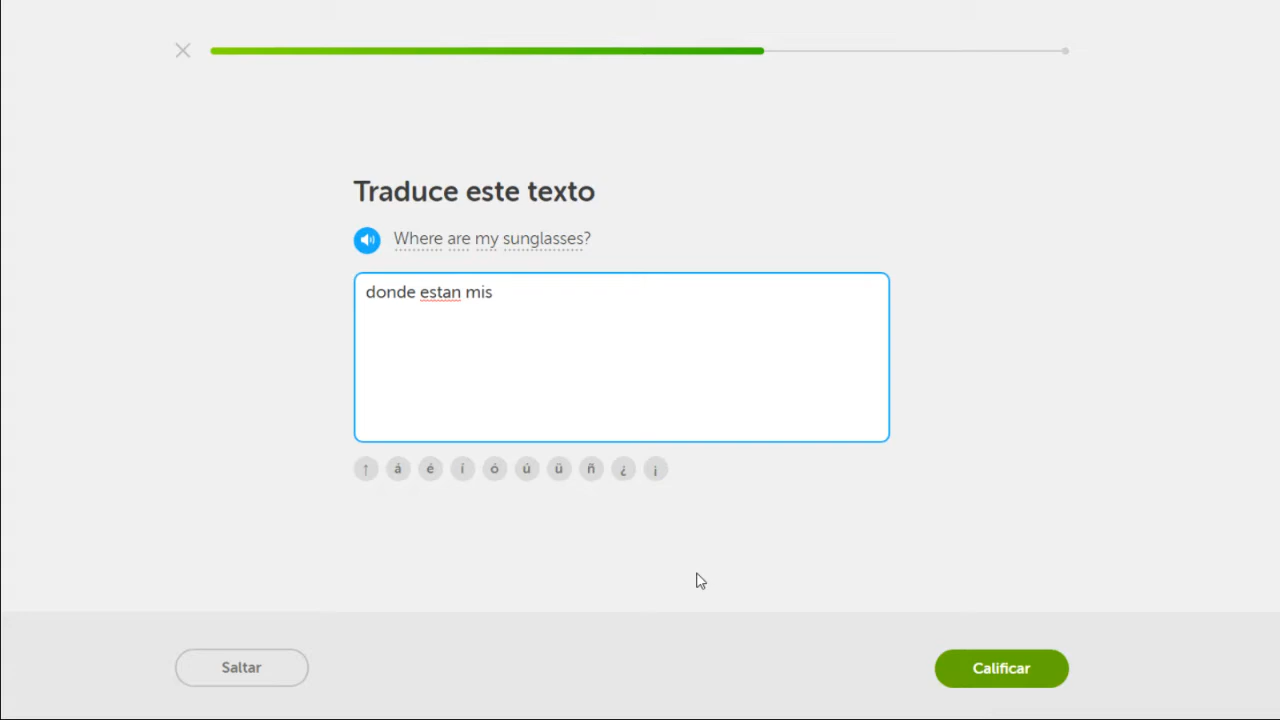 Traduce este texto
Where are my sunglasses?
donde estan mis
↑ á é í ó ú ü ñ ¿ ¡
Saltar
Calificar